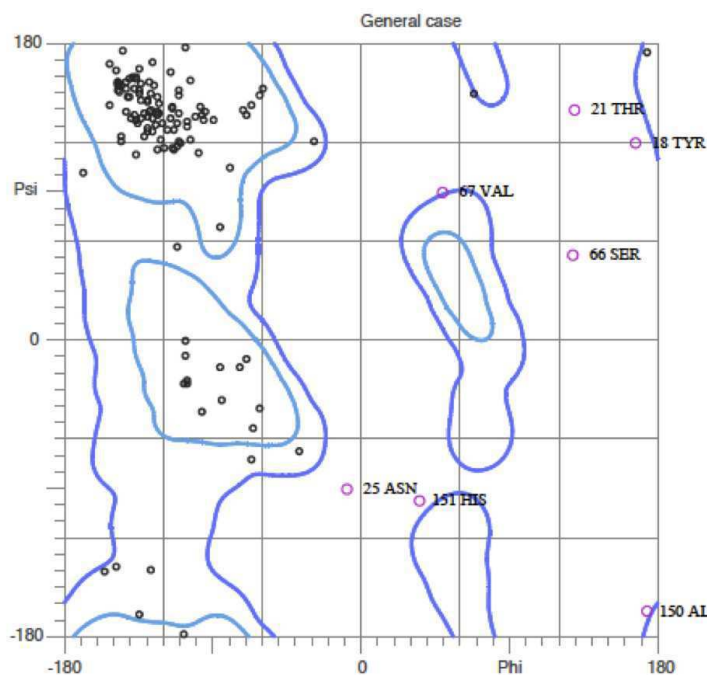 General case
180
21 THR
18 TYR
Psi
67 VAL
66 SER
0
25 ASN
151 HIS
150 AL
-180
-180
0
Phi
180